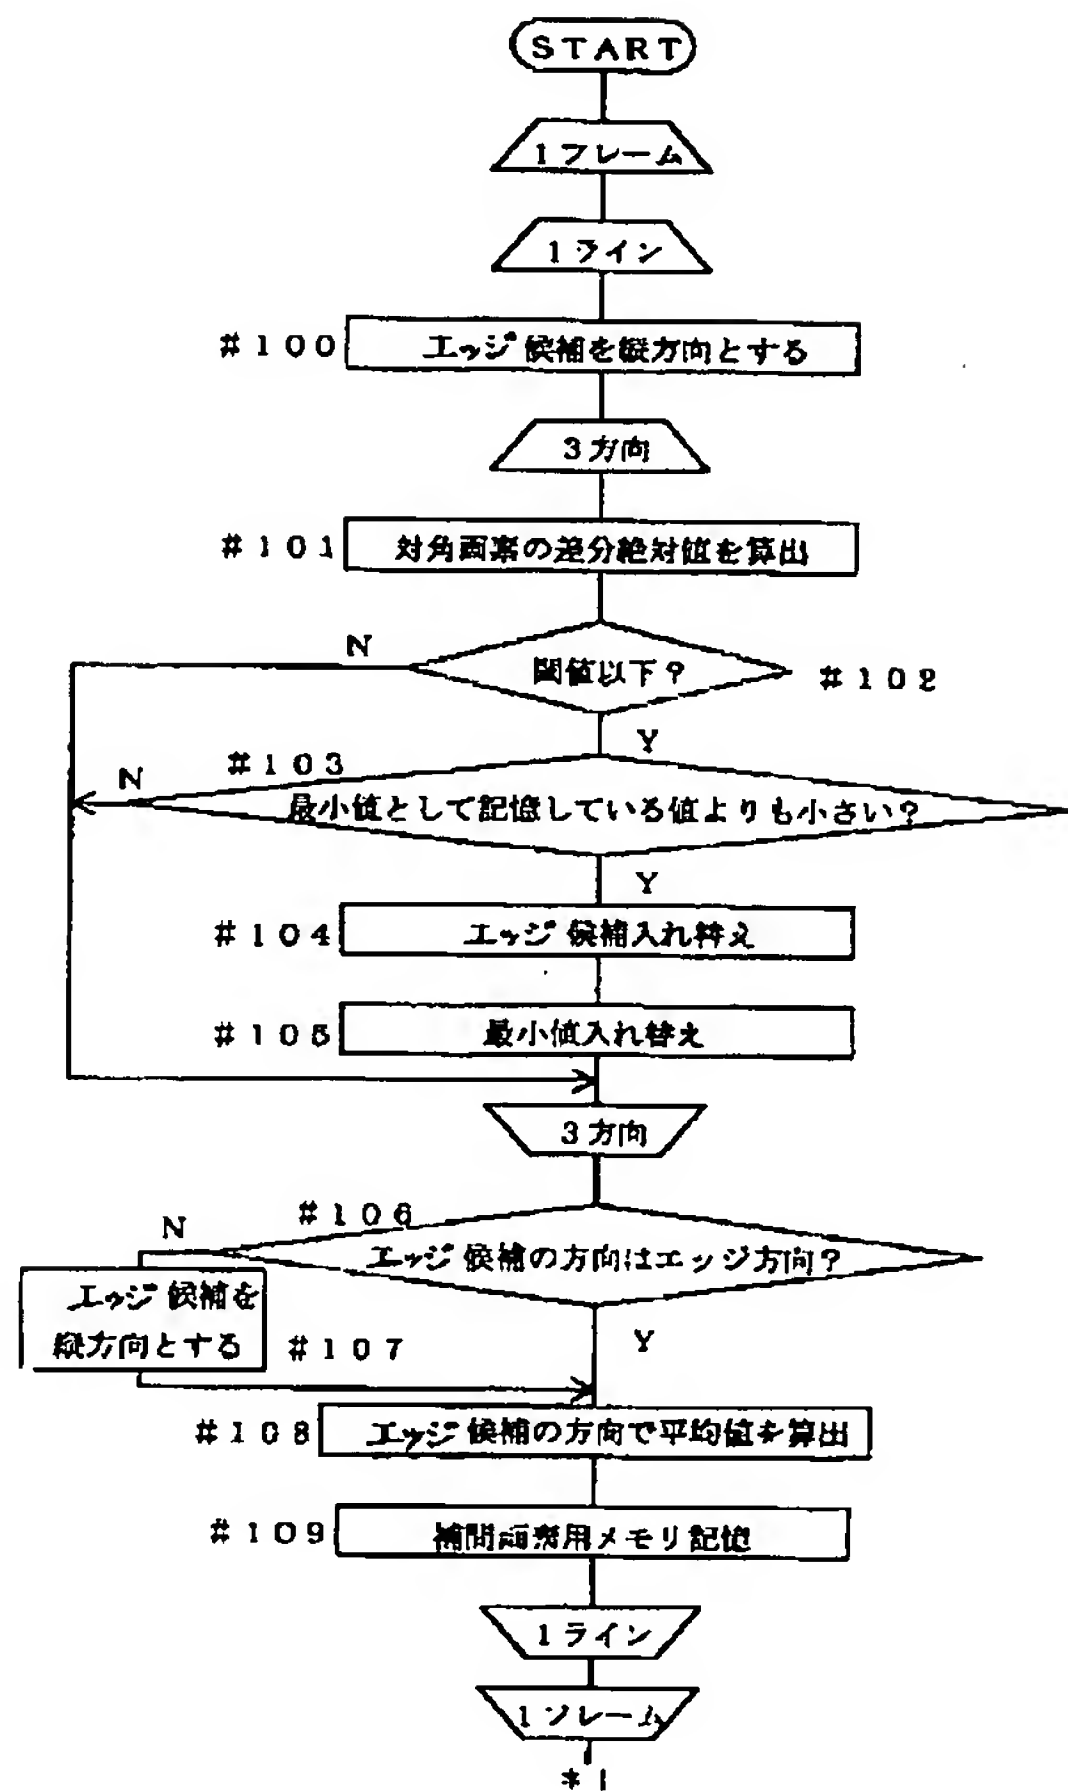 START
1フレーム
1ライン
#100 エッジ候補を縦方向とする
3方向
#101 対角画素の差分絶対値を算出
N
閾値以下？ #102
Y
#103
N
最小値として記憶している値よりも小さい？
Y
#104 エッジ候補入れ替え
#105 最小値入れ替え
3方向
#106
N
エッジ候補の方向はエッジ方向？
エッジ候補を
縦方向とする #107
Y
#108 エッジ候補の方向で平均値を算出
#109 補間画素用メモリ記憶
1ライン
1フレーム
*1